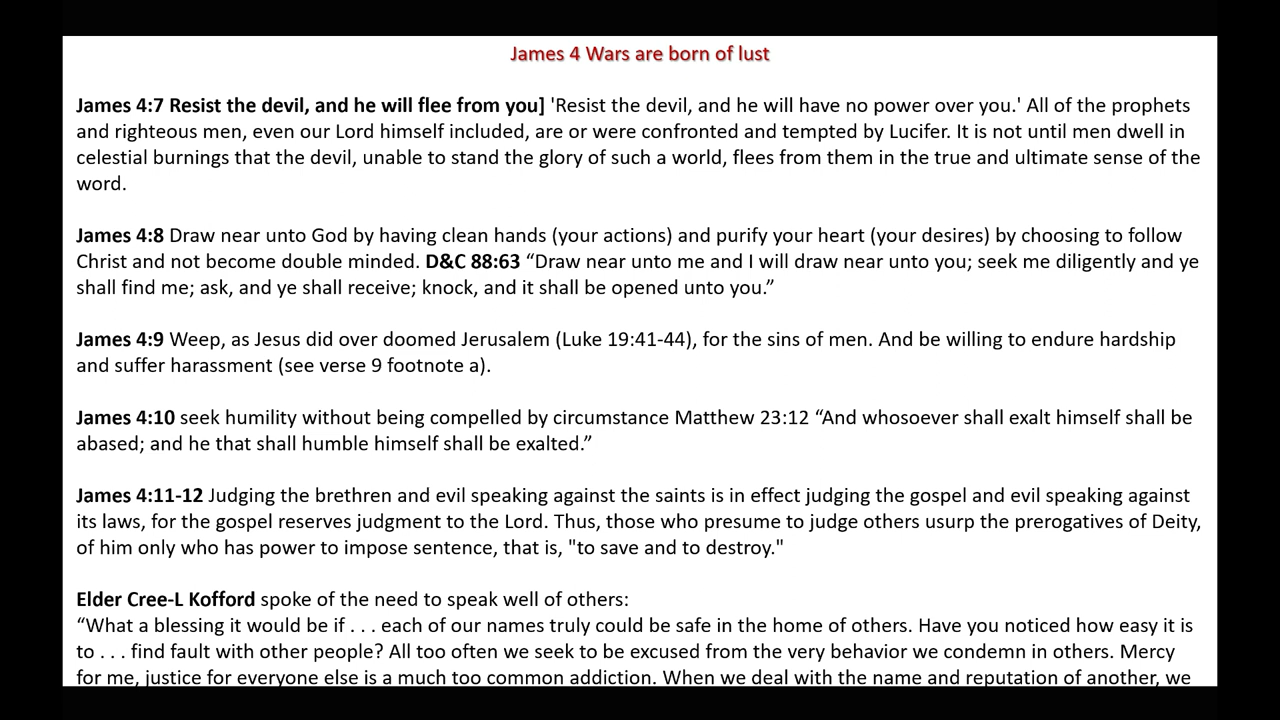 James 4 Wars are born of lust
James 4:7 Resist the devil, and he will flee from you] 'Resist the devil, and he will have no power over you.' All of the prophets
and righteous men, even our Lord himself included, are or were confronted and tempted by Lucifer. It is not until men dwell in
celestial burnings that the devil, unable to stand the glory of such a world, flees from them in the true and ultimate sense of the
word.
James 4:8 Draw near unto God by having clean hands (your actions) and purify your heart (your desires) by choosing to follow
Christ and not become double minded. D&C 88:63 “Draw near unto me and I will draw near unto you; seek me diligently and ye
shall find me; ask, and ye shall receive; knock, and it shall be opened unto you.”
James 4:9 Weep, as Jesus did over doomed Jerusalem (Luke 19:41-44), for the sins of men. And be willing to endure hardship
and suffer harassment (see verse 9 footnote a).
James 4:10 seek humility without being compelled by circumstance Matthew 23:12 “And whosoever shall exalt himself shall be
abased; and he that shall humble himself shall be exalted.”
James 4:11-12 Judging the brethren and evil speaking against the saints is in effect judging the gospel and evil speaking against
its laws, for the gospel reserves judgment to the Lord. Thus, those who presume to judge others usurp the prerogatives of Deity,
of him only who has power to impose sentence, that is, "to save and to destroy."
Elder Cree-L Kofford spoke of the need to speak well of others:
“What a blessing it would be if . . . each of our names truly could be safe in the home of others. Have you noticed how easy it is
to . . . find fault with other people? All too often we seek to be excused from the very behavior we condemn in others. Mercy
for me, justice for everyone else is a much too common addiction. When we deal with the name and reputation of another, we